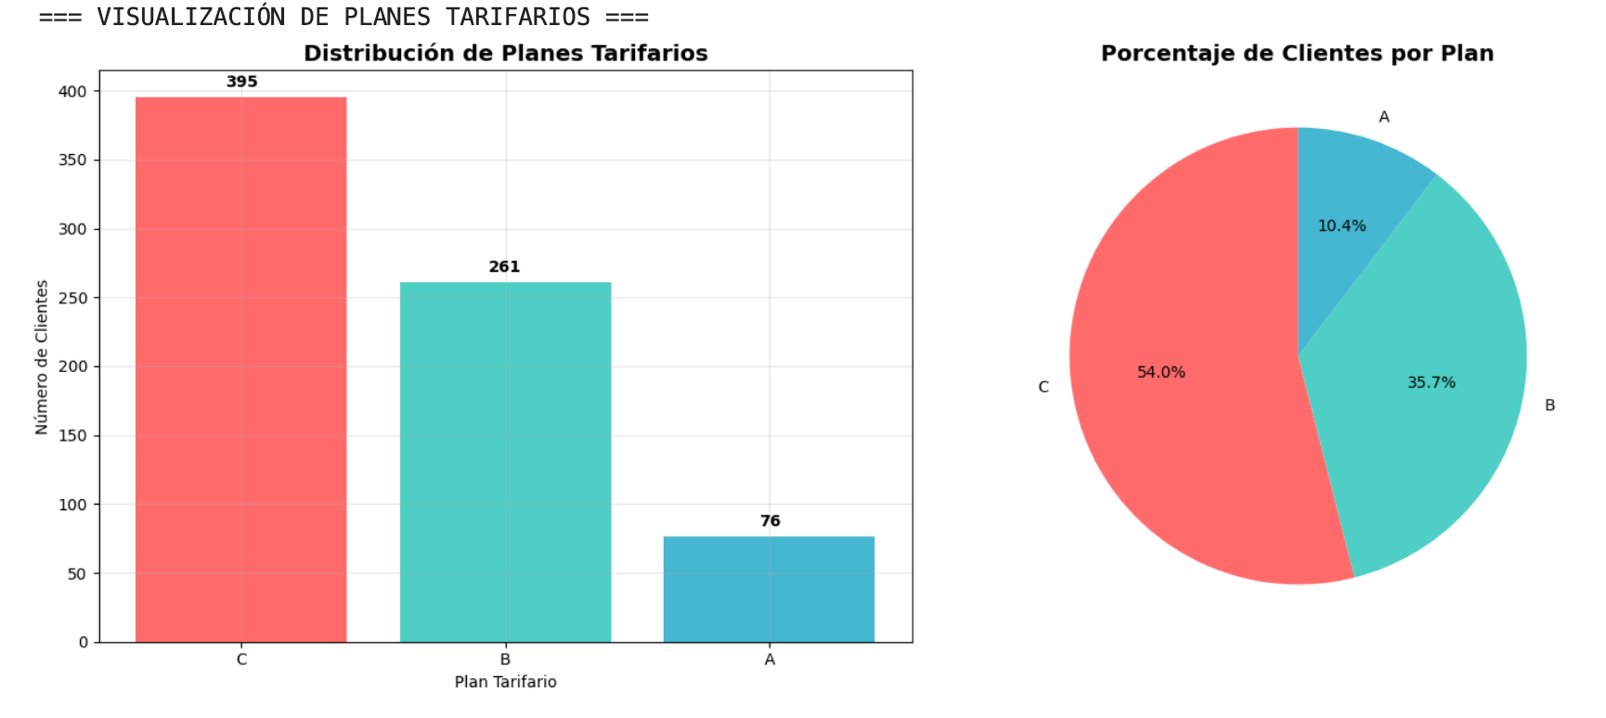 === VISUALIZACIÓN DE PLANES TARIFARIOS ===
Distribución de Planes Tarifarios
395
261
76
400
350
300
250
200
150
100
50
0
Número de Clientes
C
B
A
Plan Tarifario
Porcentaje de Clientes por Plan
A
10.4%
54.0%
35.7%
C
B